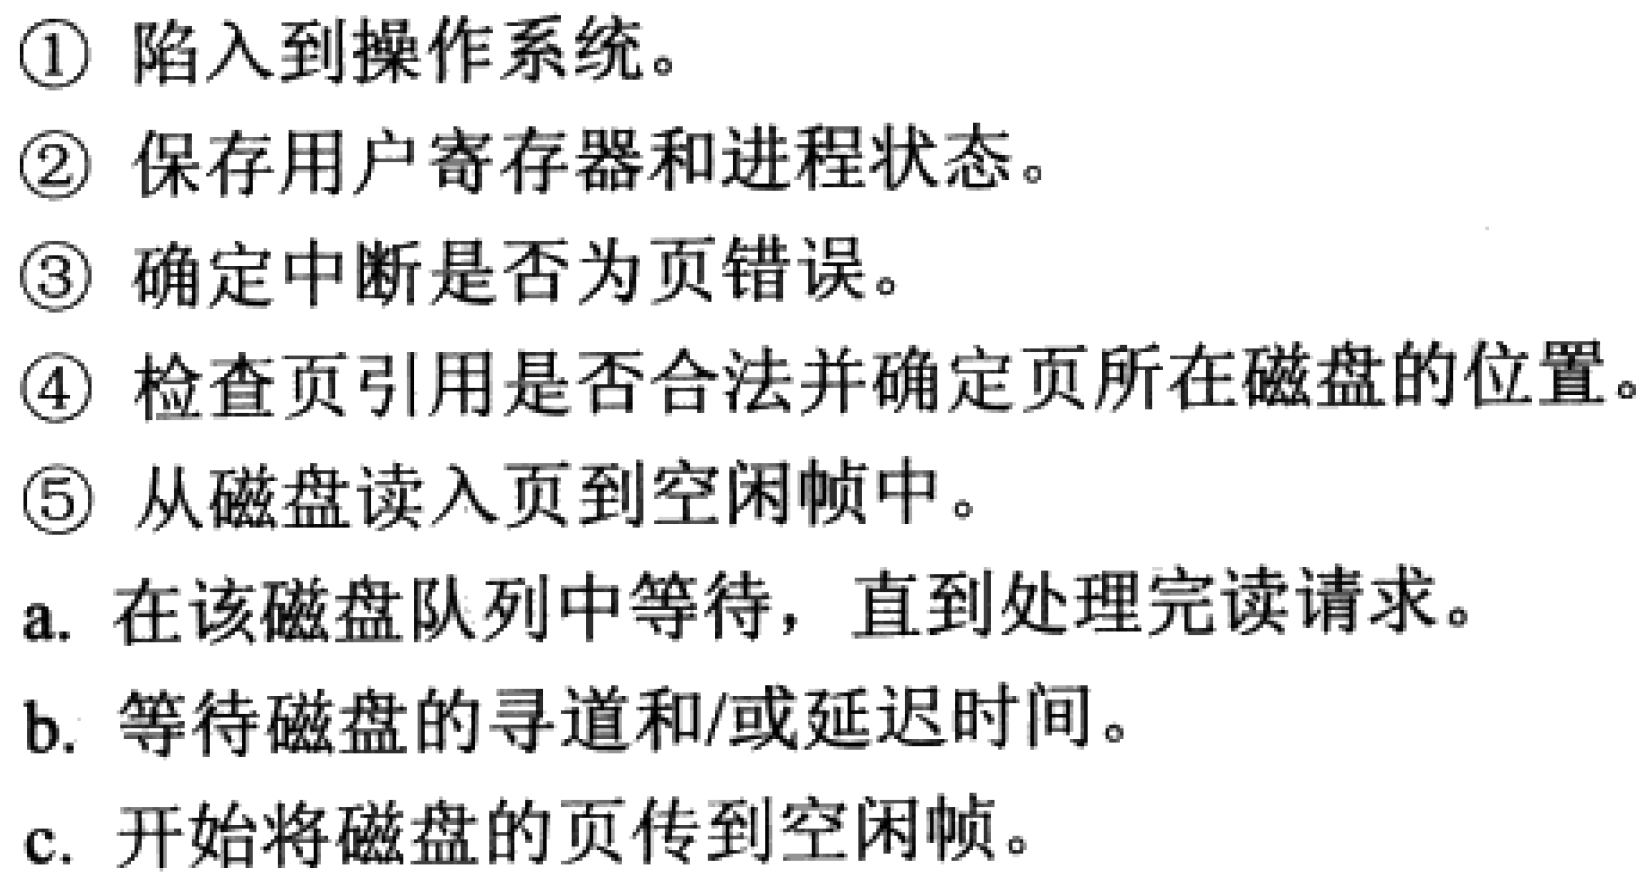 ① 陷入到操作系统。
② 保存用户寄存器和进程状态。
③ 确定中断是否为页错误。
④ 检查页引用是否合法并确定页所在磁盘的位置。
⑤ 从磁盘读入页到空闲帧中。
a. 在该磁盘队列中等待，直到处理完读请求。
b. 等待磁盘的寻道和/或延迟时间。
c. 开始将磁盘的页传到空闲帧。